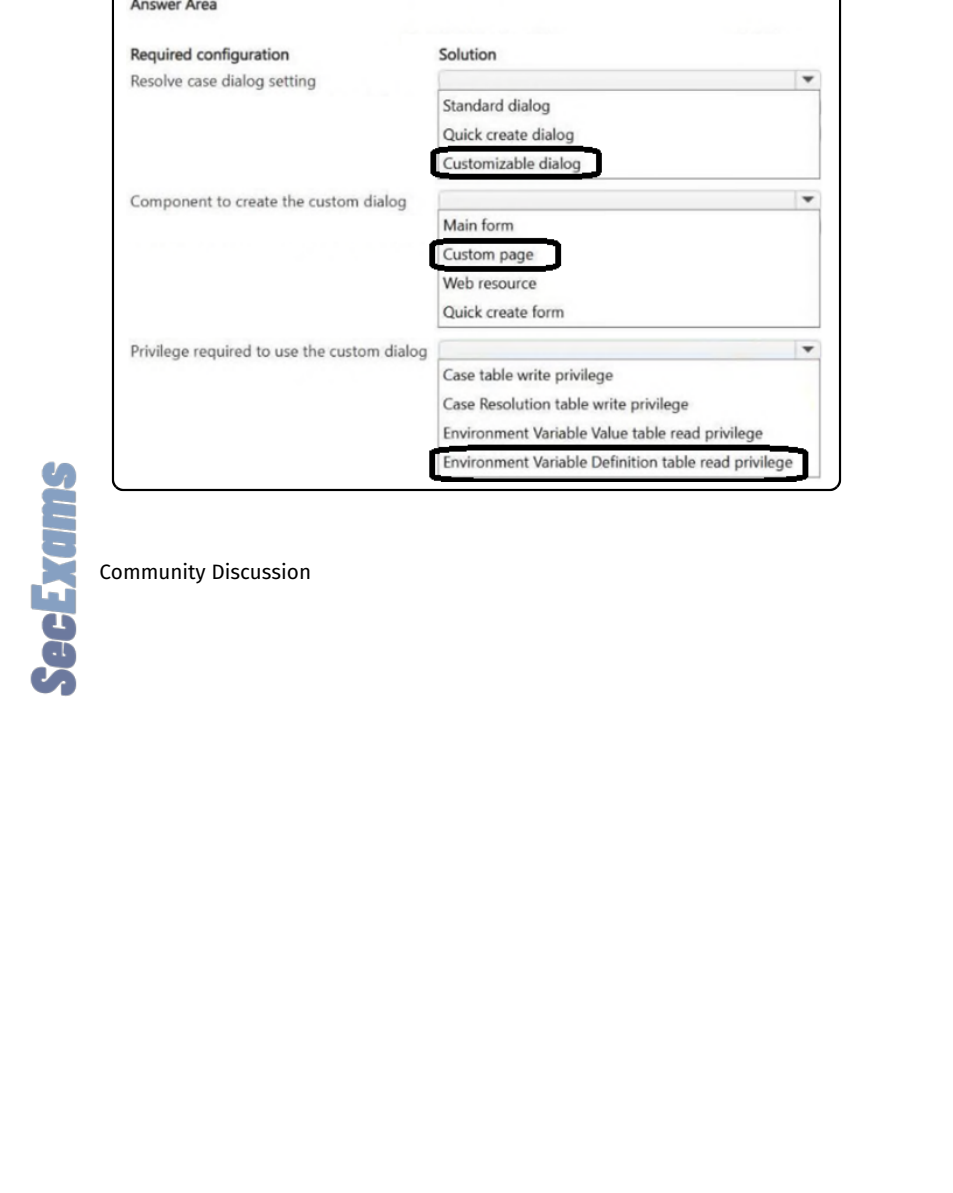 Answer Area
Required configuration
Solution
Resolve case dialog setting
Standard dialog
Quick create dialog
Customizable dialog
Component to create the custom dialog
Main form
Custom page
Web resource
Quick create form
Privilege required to use the custom dialog
Case table write privilege
Case Resolution table write privilege
Environment Variable Value table read privilege
Environment Variable Definition table read privilege
SecExams
Community Discussion